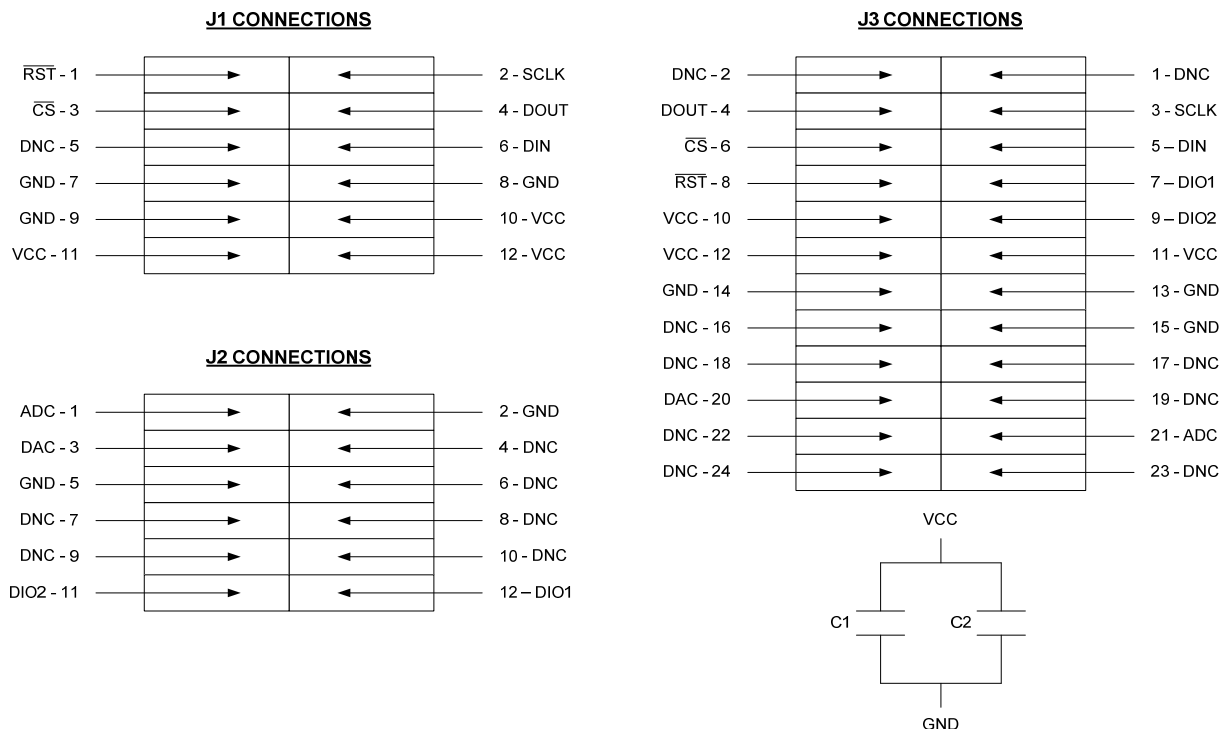 J1 CONNECTIONS
R̅S̅T̅ - 1 2 - SCLK
C̅S̅ - 3 4 - DOUT
DNC - 5 6 - DIN
GND - 7 8 - GND
GND - 9 10 - VCC
VCC - 11 12 - VCC
J2 CONNECTIONS
ADC - 1 2 - GND
DAC - 3 4 - DNC
GND - 5 6 - DNC
DNC - 7 8 - DNC
DNC - 9 10 - DNC
DIO2 - 11 12 – DIO1
J3 CONNECTIONS
DNC - 2 1 - DNC
DOUT - 4 3 - SCLK
C̅S̅ - 6 5 – DIN
R̅S̅T̅ - 8 7 – DIO1
VCC - 10 9 – DIO2
VCC - 12 11 - VCC
GND - 14 13 - GND
DNC - 16 15 - GND
DNC - 18 17 - DNC
DAC - 20 19 - DNC
DNC - 22 21 - ADC
DNC - 24 23 - DNC
VCC
C1 C2
GND